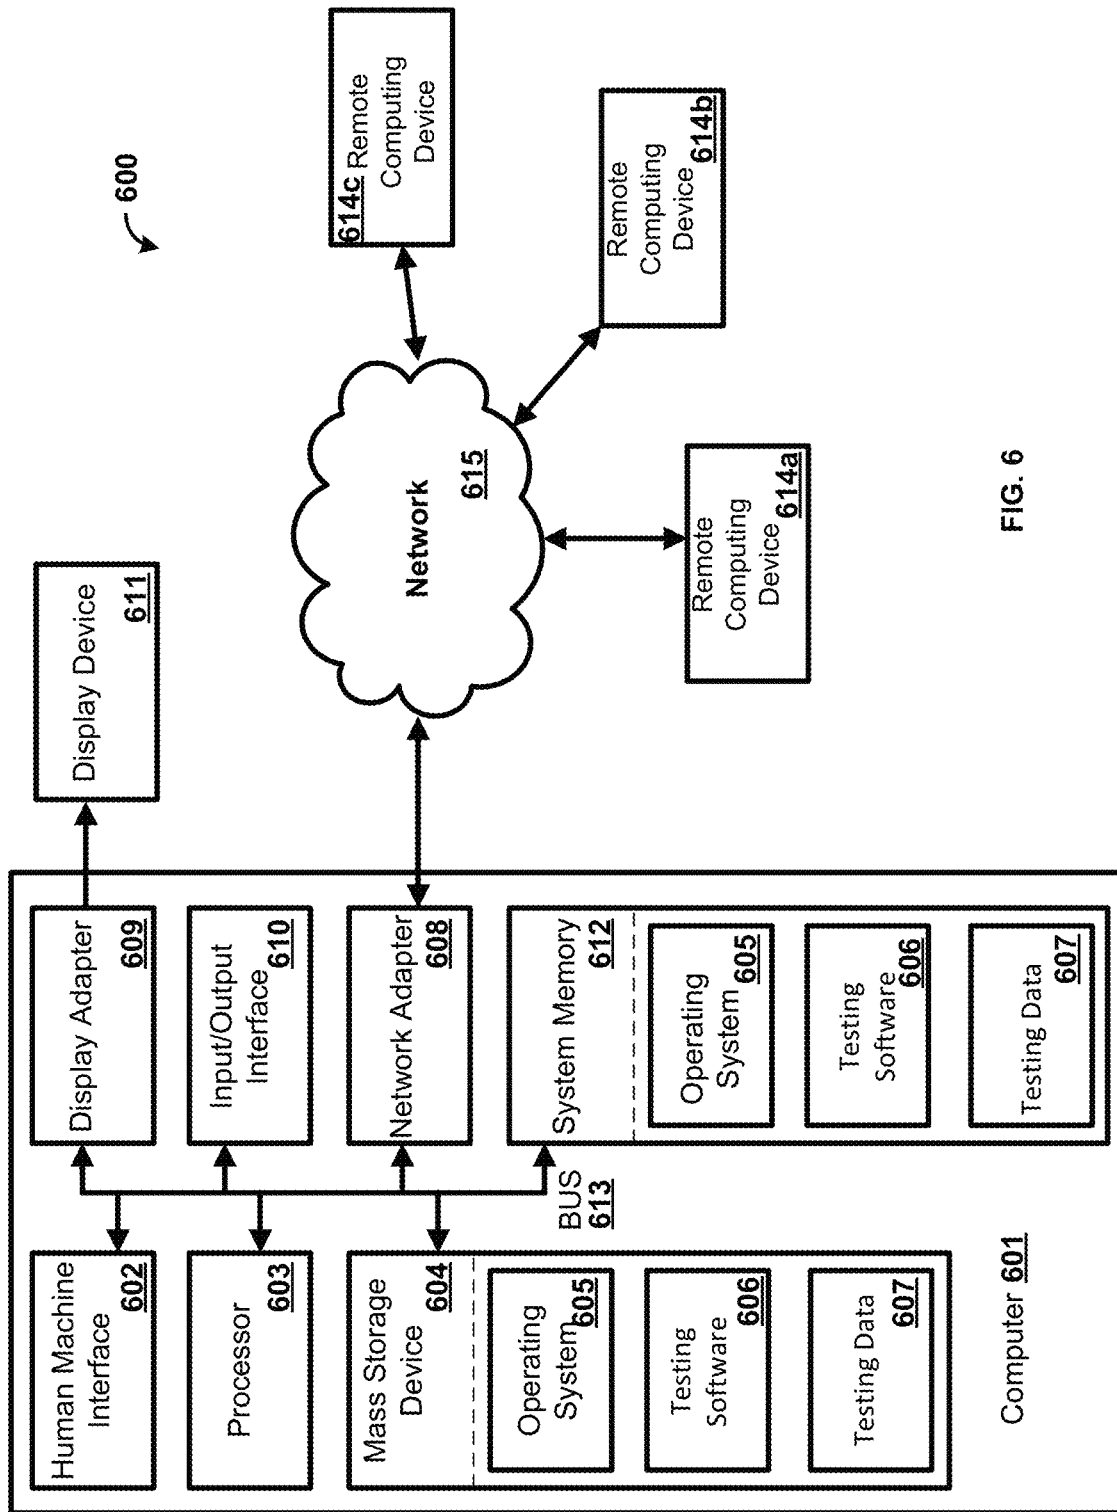 600
Human Machine
Interface
602
Processor
603
Mass Storage
Device
604
Operating
System
605
Testing
Software
606
Testing Data
607
Computer 601
BUS
613
Display Adapter
609
Input/Output
Interface
610
Network Adapter
608
System Memory
612
Operating
System
605
Testing
Software
606
Testing Data
607
Display Device
611
Network
615
614c Remote
Computing
Device
Remote
Computing
Device
614b
Remote
Computing
Device
614a
FIG. 6